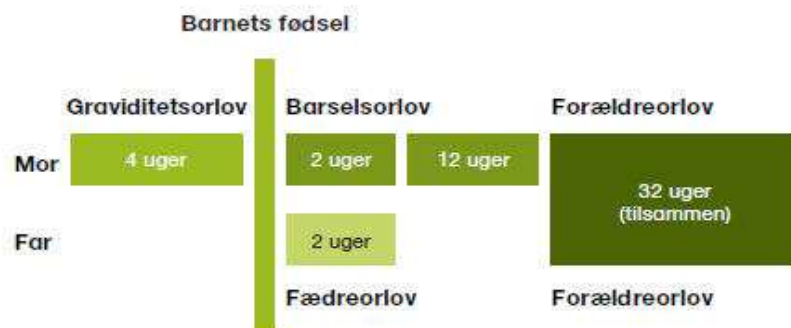 Barnets fødsel
Graviditetsorlov Barselsorlov Forældreorlov
Mor 4 uger 2 uger 12 uger
32 uger
(tilsammen)
Far 2 uger
Fædreorlov Forældreorlov